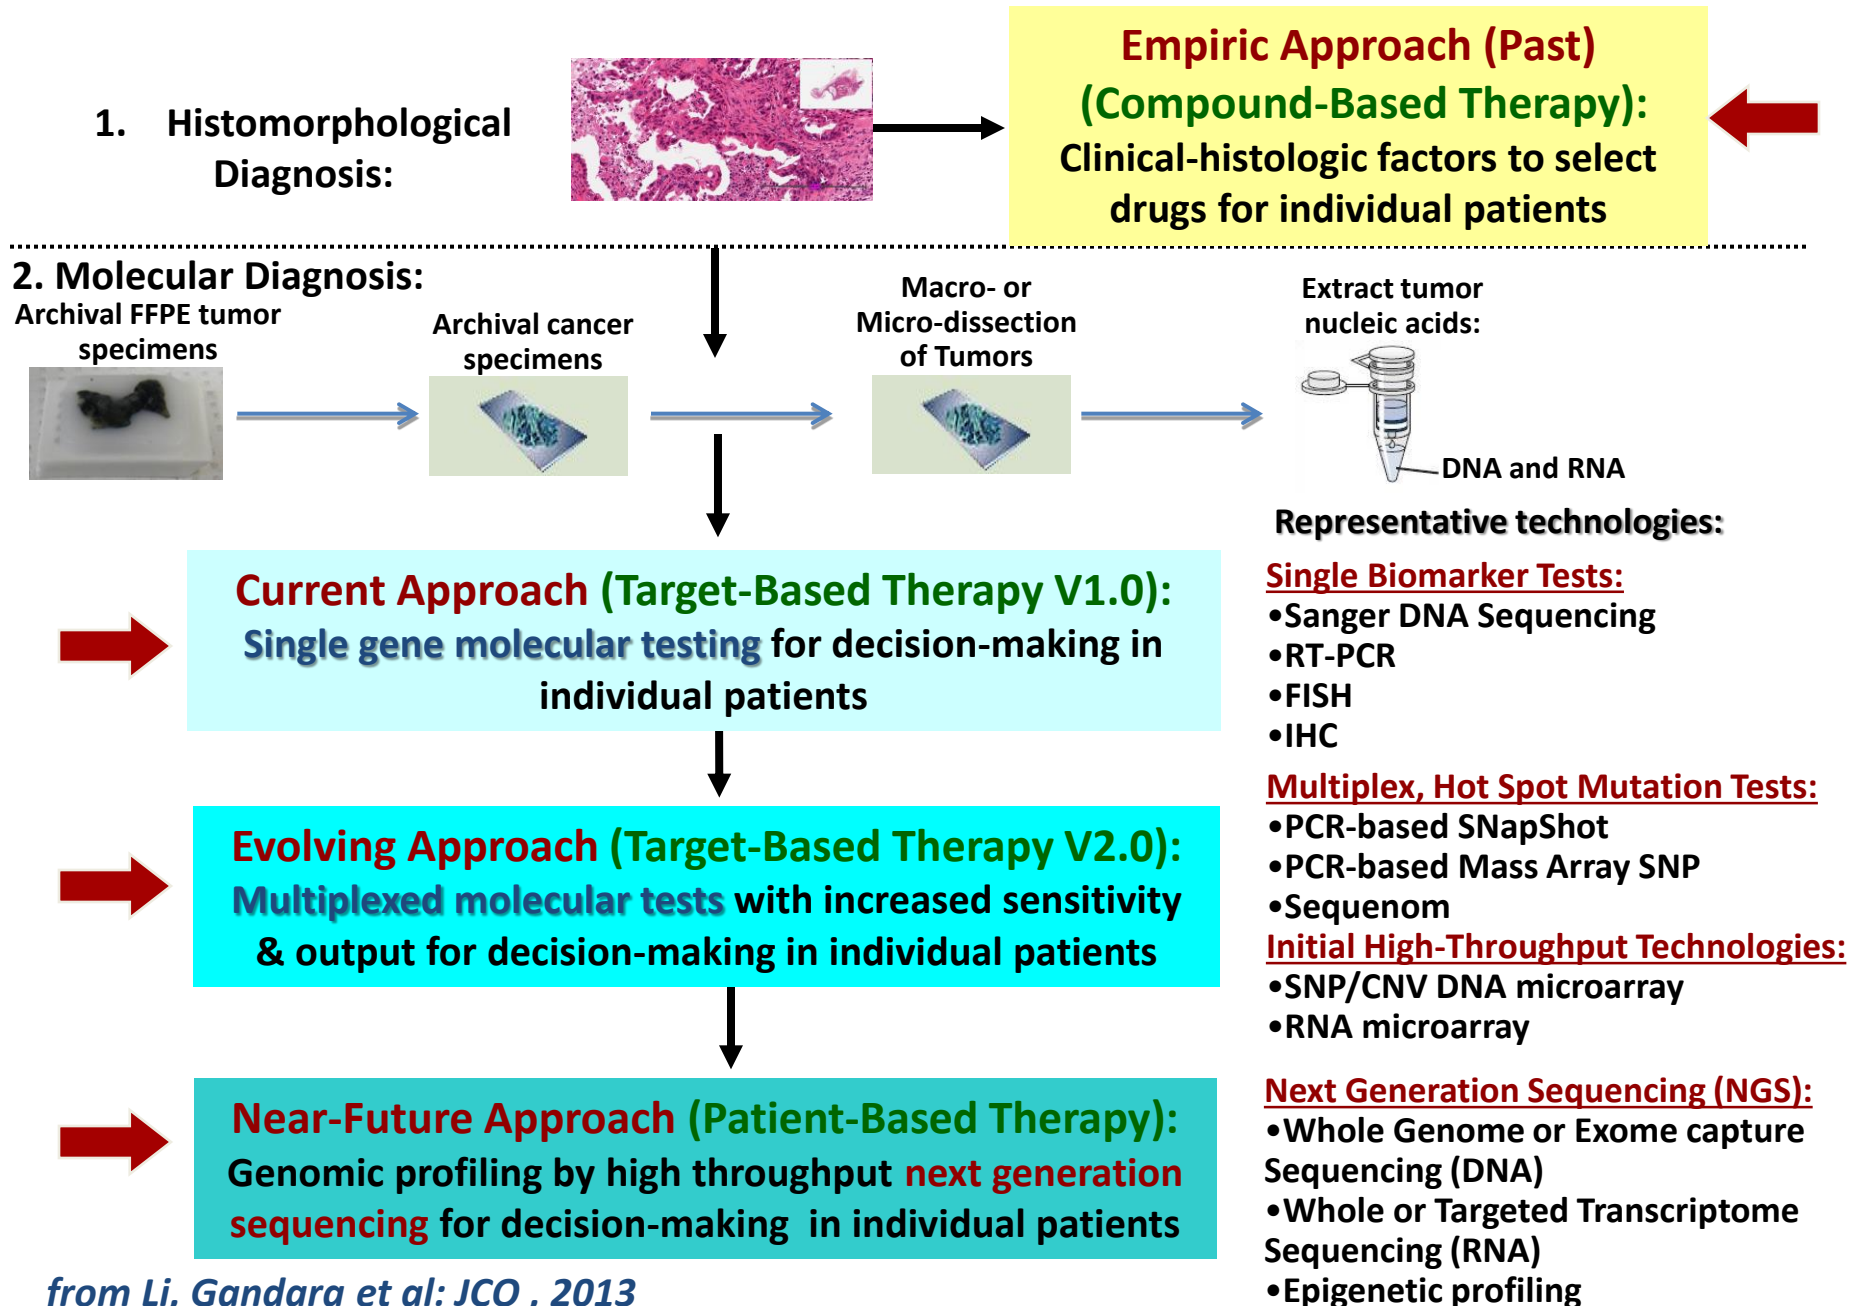 Empiric Approach (Past)
(Compound-Based Therapy):
Clinical-histologic factors to select
drugs for individual patients
1. Histomorphological
Diagnosis:
2. Molecular Diagnosis:
Archival FFPE tumor
specimens
Archival cancer
specimens
Macro- or
Micro-dissection
of Tumors
Extract tumor
nucleic acids:
DNA and RNA
Representative technologies:
Current Approach (Target-Based Therapy V1.0):
Single gene molecular testing for decision-making in
individual patients
Single Biomarker Tests:
•Sanger DNA Sequencing
•RT-PCR
•FISH
•IHC
Evolving Approach (Target-Based Therapy V2.0):
Multiplexed molecular tests with increased sensitivity
& output for decision-making in individual patients
Multiplex, Hot Spot Mutation Tests:
•PCR-based SNapShot
•PCR-based Mass Array SNP
•Sequenom
Initial High-Throughput Technologies:
•SNP/CNV DNA microarray
•RNA microarray
Near-Future Approach (Patient-Based Therapy):
Genomic profiling by high throughput next generation
sequencing for decision-making in individual patients
Next Generation Sequencing (NGS):
•Whole Genome or Exome capture
Sequencing (DNA)
•Whole or Targeted Transcriptome
Sequencing (RNA)
•Epigenetic profiling
from Li, Gandara et al: JCO , 2013